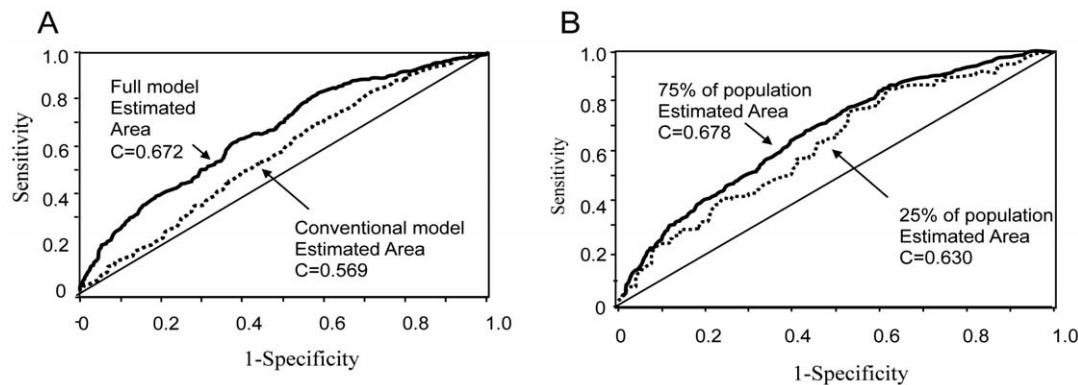 A
1.0
0.8
0.6
0.4
0.2
0
Sensitivity
Full model
Estimated
Area
C=0.672
Conventional model
Estimated Area
C=0.569
-0
0.2
0.4
0.6
0.8
1.0
1-Specificity
B
1.0
0.8
0.6
0.4
0.2
0
Sensitivity
75% of population
Estimated Area
C=0.678
25% of population
Estimated Area
C=0.630
0
0.2
0.4
0.6
0.8
1.0
1-Specificity